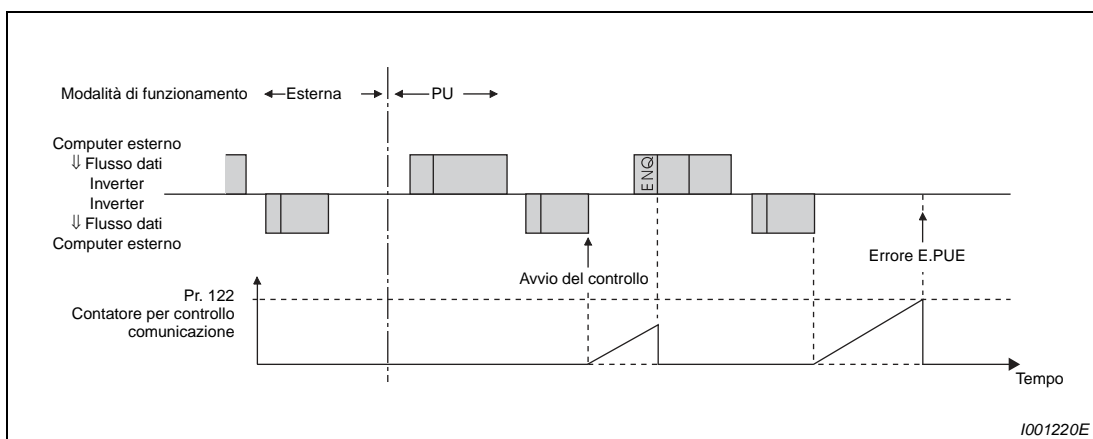 Modalità di funzionamento
Esterna
PU
Computer esterno
⇓ Flusso dati
Inverter
Inverter
⇓ Flusso dati
Computer esterno
ENQ
Avvio del controllo
Errore E.PUE
Pr. 122
Contatore per controllo
comunicazione
Tempo
I001220E